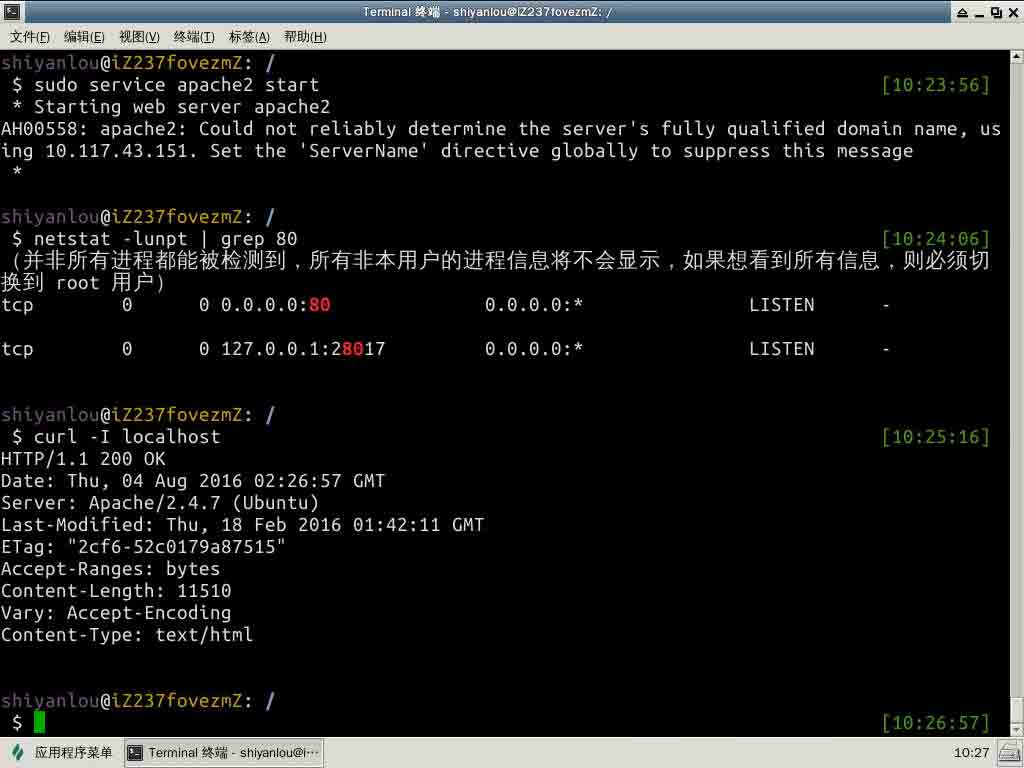 Terminal 终端 - shiyanlou@iZ237fovezmZ: /
文件(F) 编辑(E) 视图(V) 终端(T) 标签(A) 帮助(H)
shiyanlou@iZ237fovezmZ: /
$ sudo service apache2 start [10:23:56]
* Starting web server apache2
AH00558: apache2: Could not reliably determine the server's fully qualified domain name, us
ing 10.117.43.151. Set the 'ServerName' directive globally to suppress this message
*
shiyanlou@iZ237fovezmZ: /
$ netstat -lunpt | grep 80 [10:24:06]
（并非所有进程都能被检测到，所有非本用户的进程信息将不会显示，如果想看到所有信息，则必须切
换到 root 用户）
tcp 0 0 0.0.0.0:80 0.0.0.0:* LISTEN -
tcp 0 0 127.0.0.1:28017 0.0.0.0:* LISTEN -
shiyanlou@iZ237fovezmZ: /
$ curl -I localhost [10:25:16]
HTTP/1.1 200 OK
Date: Thu, 04 Aug 2016 02:26:57 GMT
Server: Apache/2.4.7 (Ubuntu)
Last-Modified: Thu, 18 Feb 2016 01:42:11 GMT
ETag: "2cf6-52c0179a87515"
Accept-Ranges: bytes
Content-Length: 11510
Vary: Accept-Encoding
Content-Type: text/html
shiyanlou@iZ237fovezmZ: /
$ [10:26:57]
应用程序菜单 Terminal 终端 - shiyanlou@i… 10:27